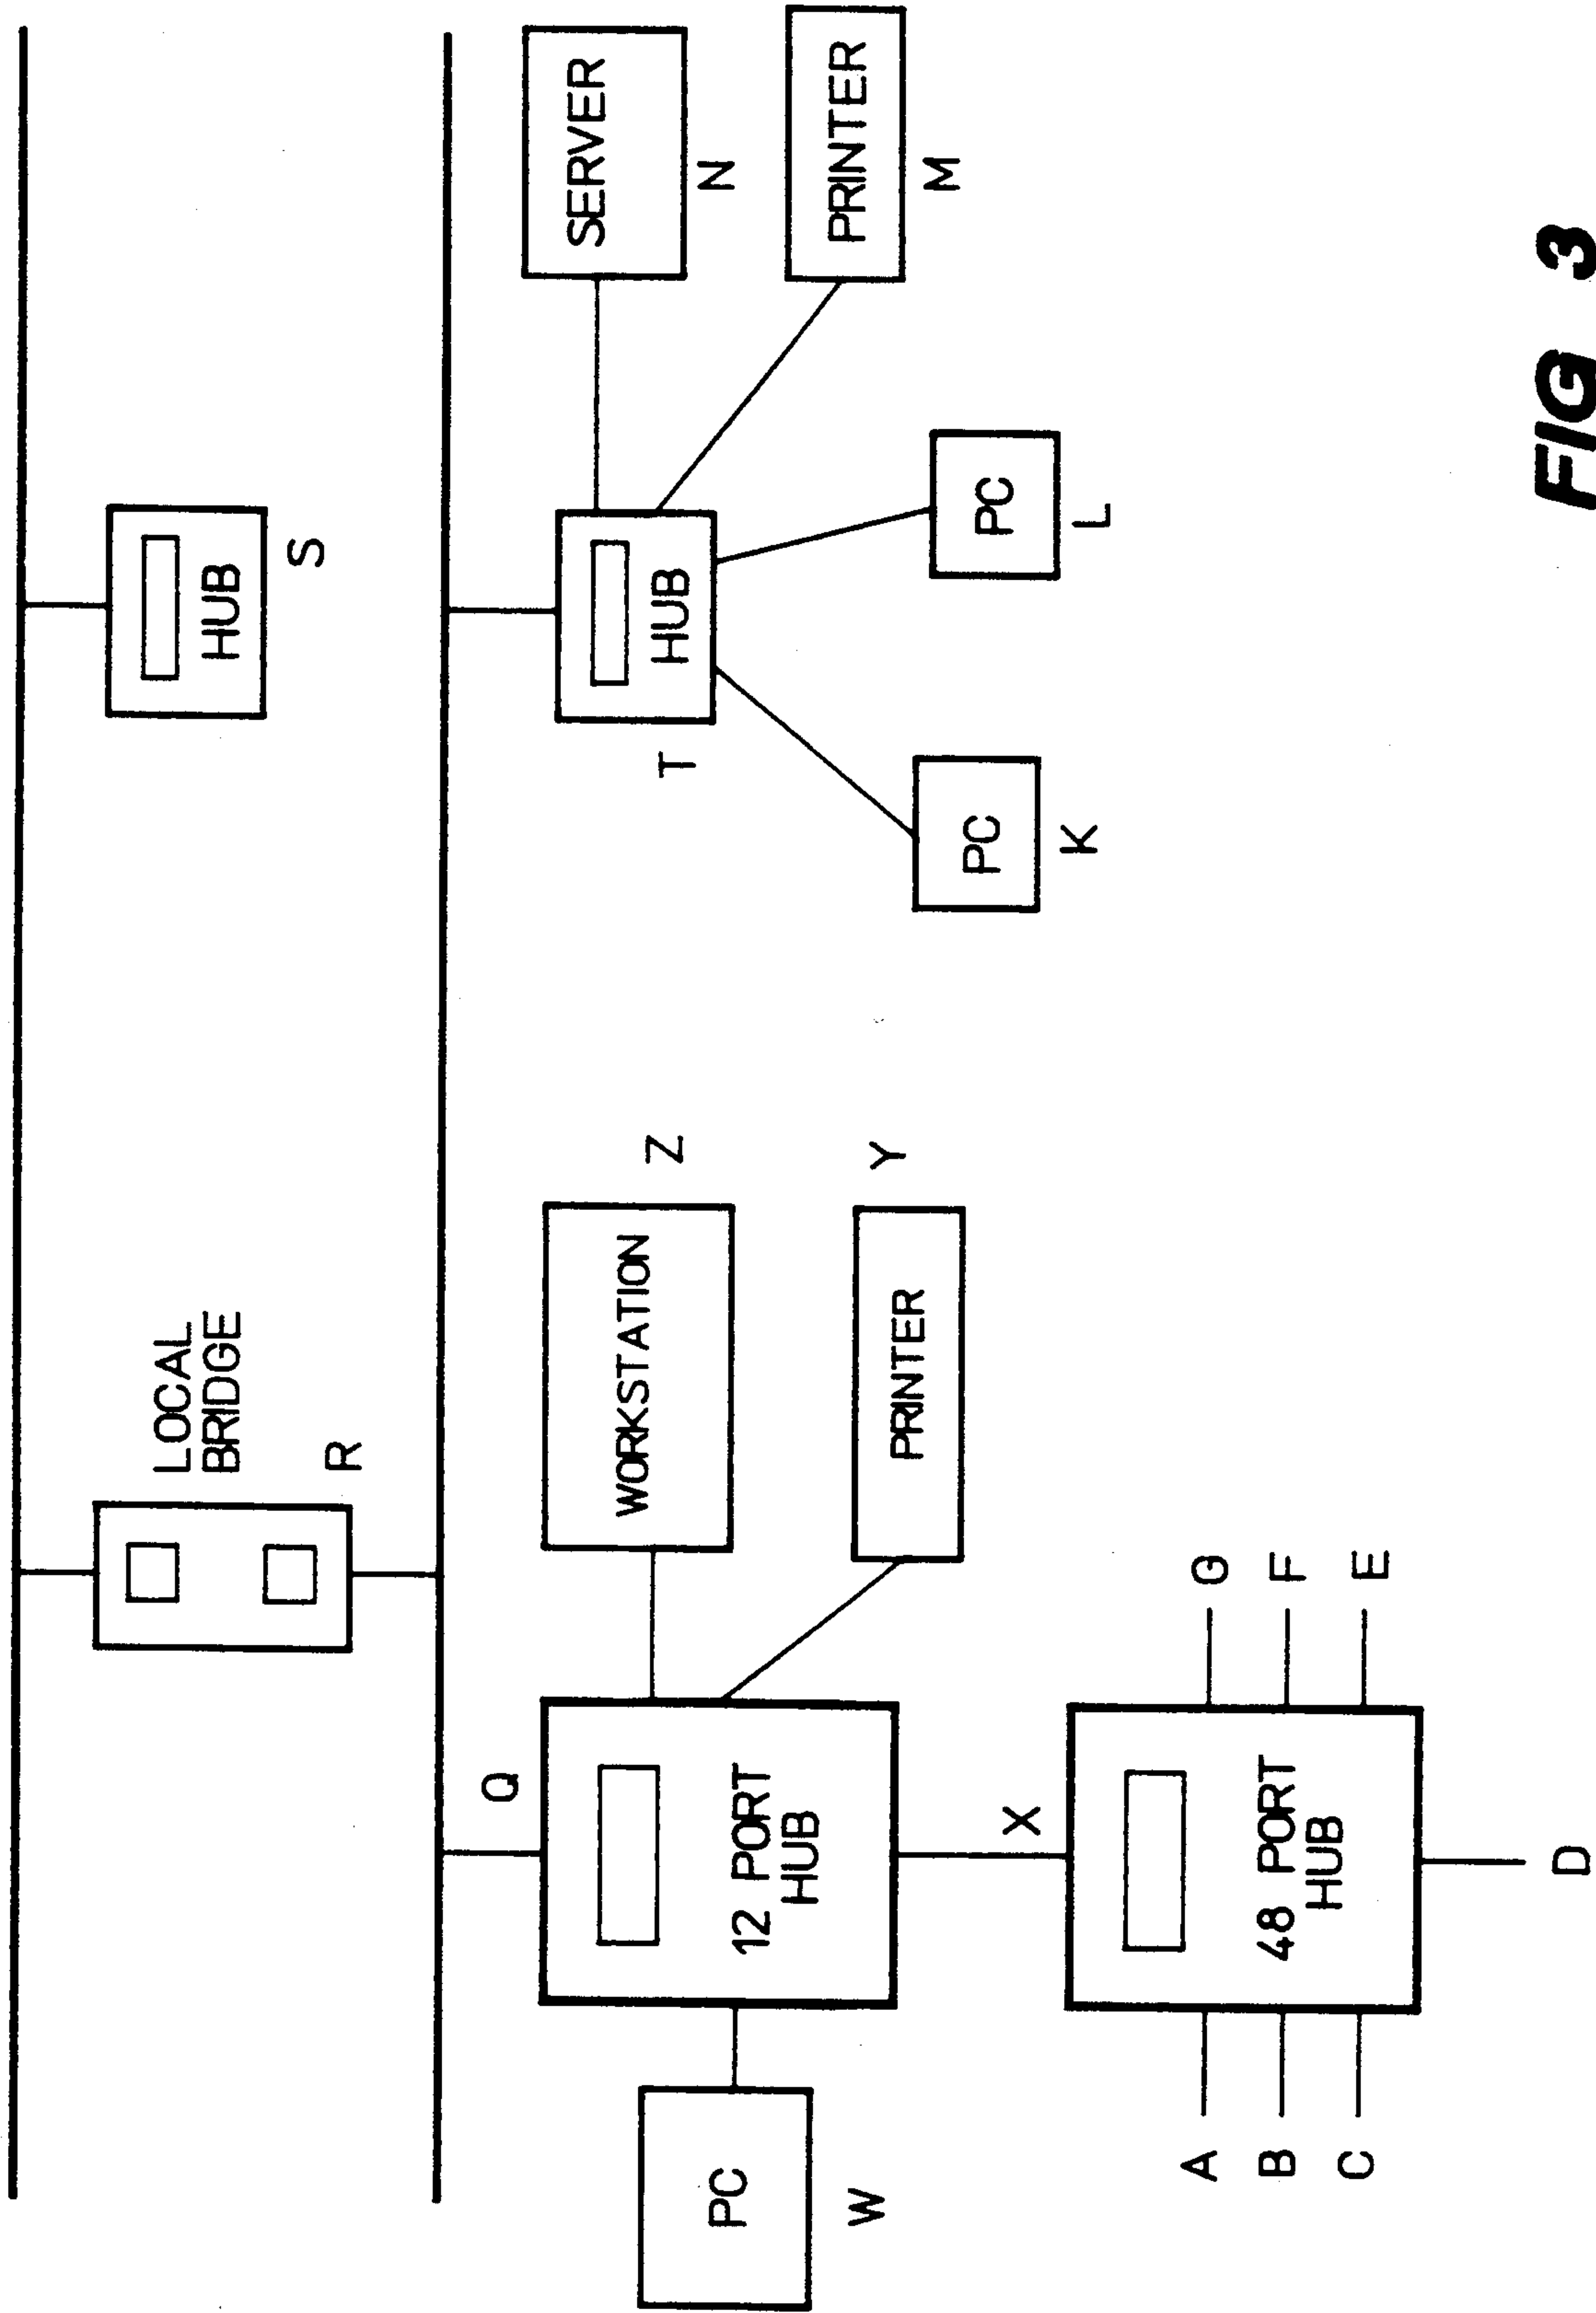 LOCAL
BRIDGE
R
HUB
S
Q
12 PORT
HUB
PC
W
WORKSTATION
Z
PRINTER
Y
X
48 PORT
HUB
A
B
C
D
G
F
E
T
HUB
SERVER
N
PRINTER
M
PC
L
PC
K
FIG 3